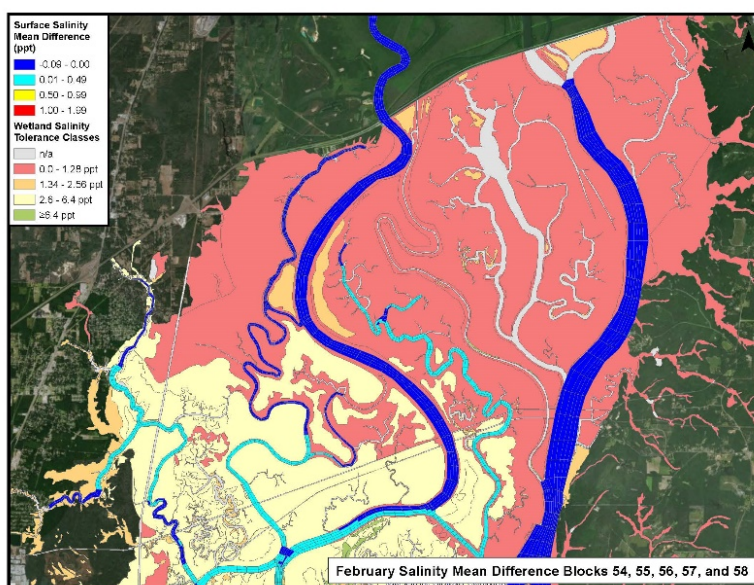 Surface Salinity
Mean Difference
(ppt)
-0.09 - 0.00
0.01 - 0.49
0.50 - 0.99
1.00 - 1.99
Wetland Salinity
Tolerance Classes
n/a
0.0 - 1.28 ppt
1.34 - 2.56 ppt
2.6 - 6.4 ppt
≥6.4 ppt
February Salinity Mean Difference Blocks 54, 55, 56, 57, and 58